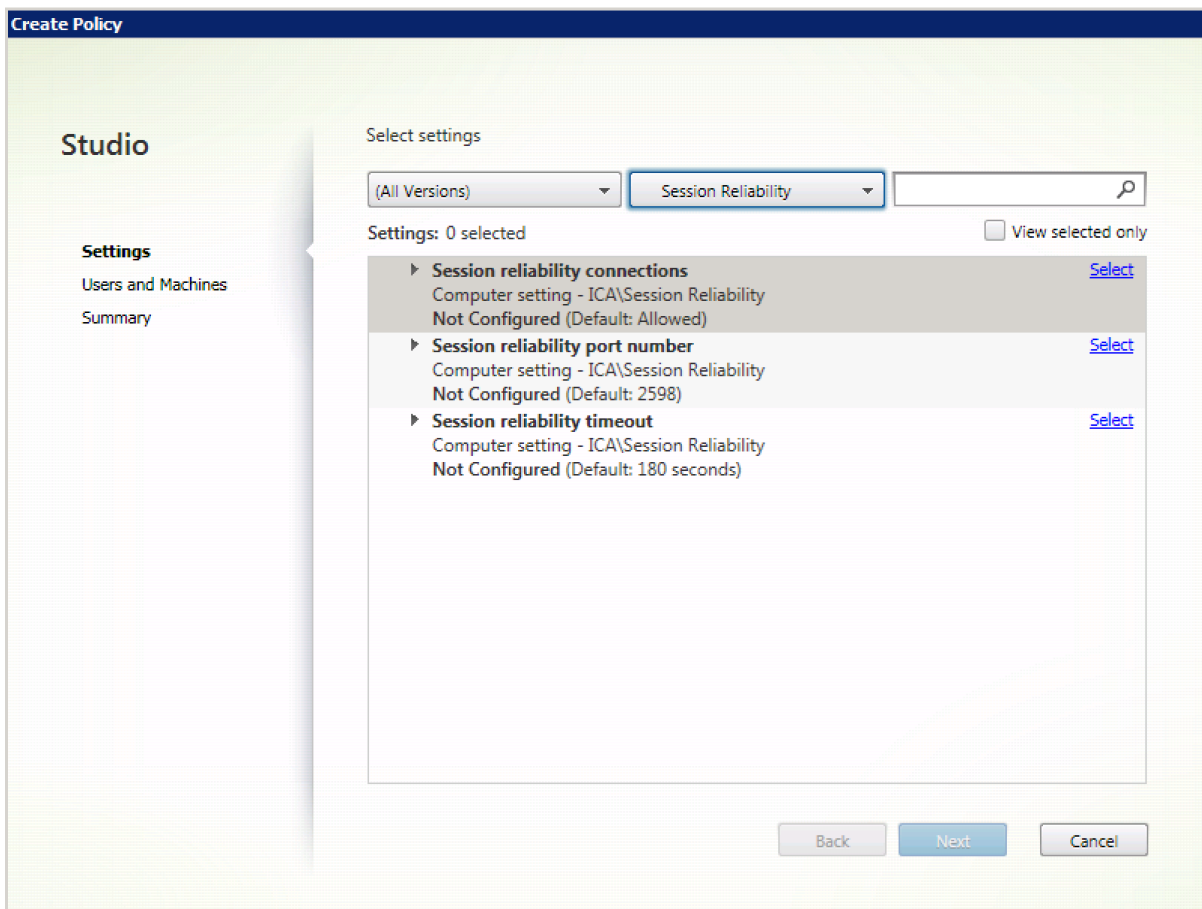 Create Policy
Studio
Settings
Users and Machines
Summary
Select settings
(All Versions)
Session Reliability
Settings: 0 selected
View selected only
Session reliability connections
Select
Computer setting - ICA\Session Reliability
Not Configured (Default: Allowed)
Session reliability port number
Select
Computer setting - ICA\Session Reliability
Not Configured (Default: 2598)
Session reliability timeout
Select
Computer setting - ICA\Session Reliability
Not Configured (Default: 180 seconds)
Back
Next
Cancel